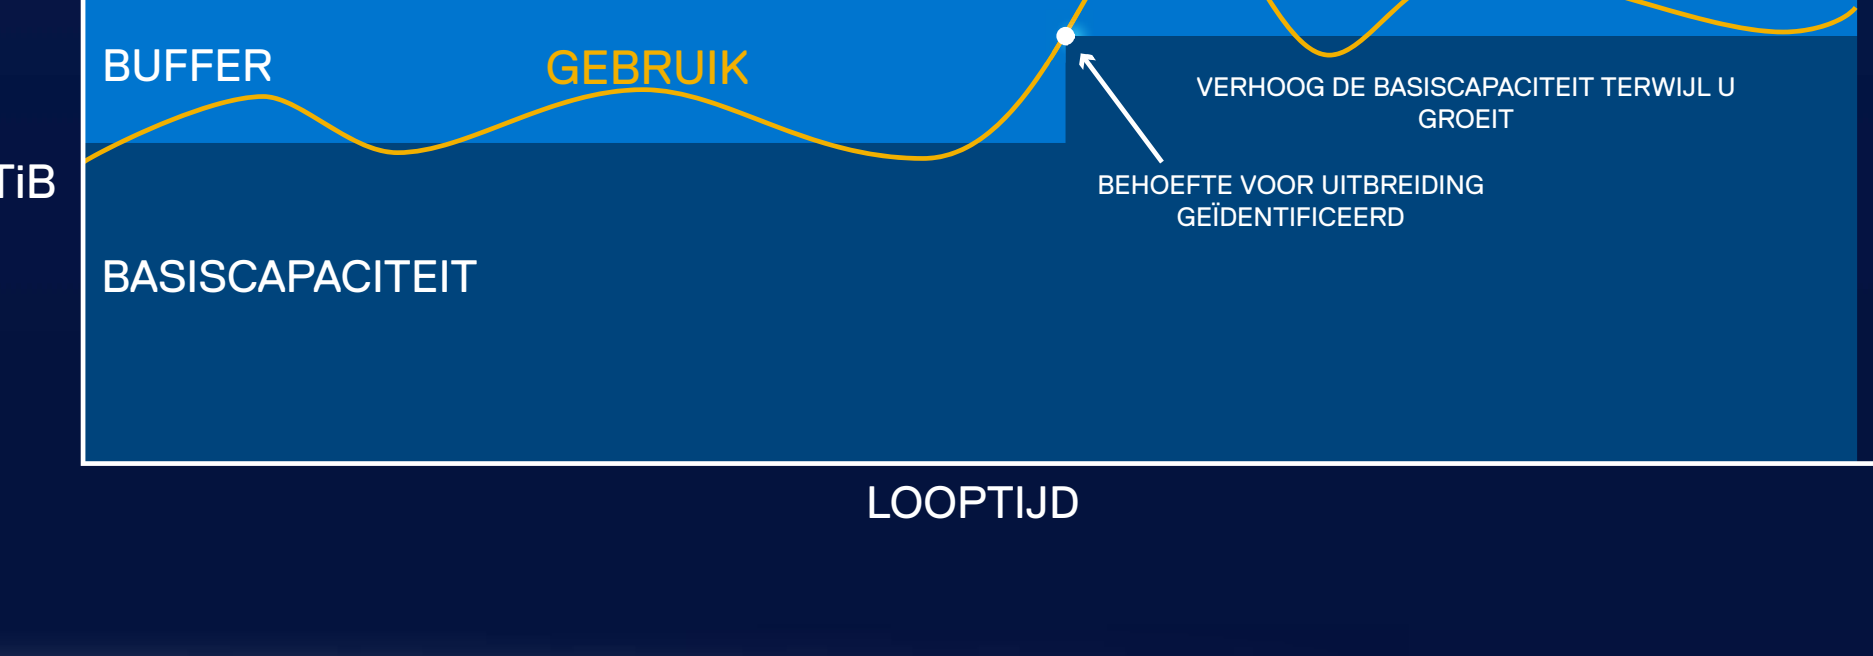 BUFFER
GEBRUIK
VERHOOG DE BASISCAPACITEIT TERWIJL U
GROEIT
TiB
BEHOEFTE VOOR UITBREIDING
GEÏDENTIFICEERD
BASISCAPACITEIT
LOOPTIJD